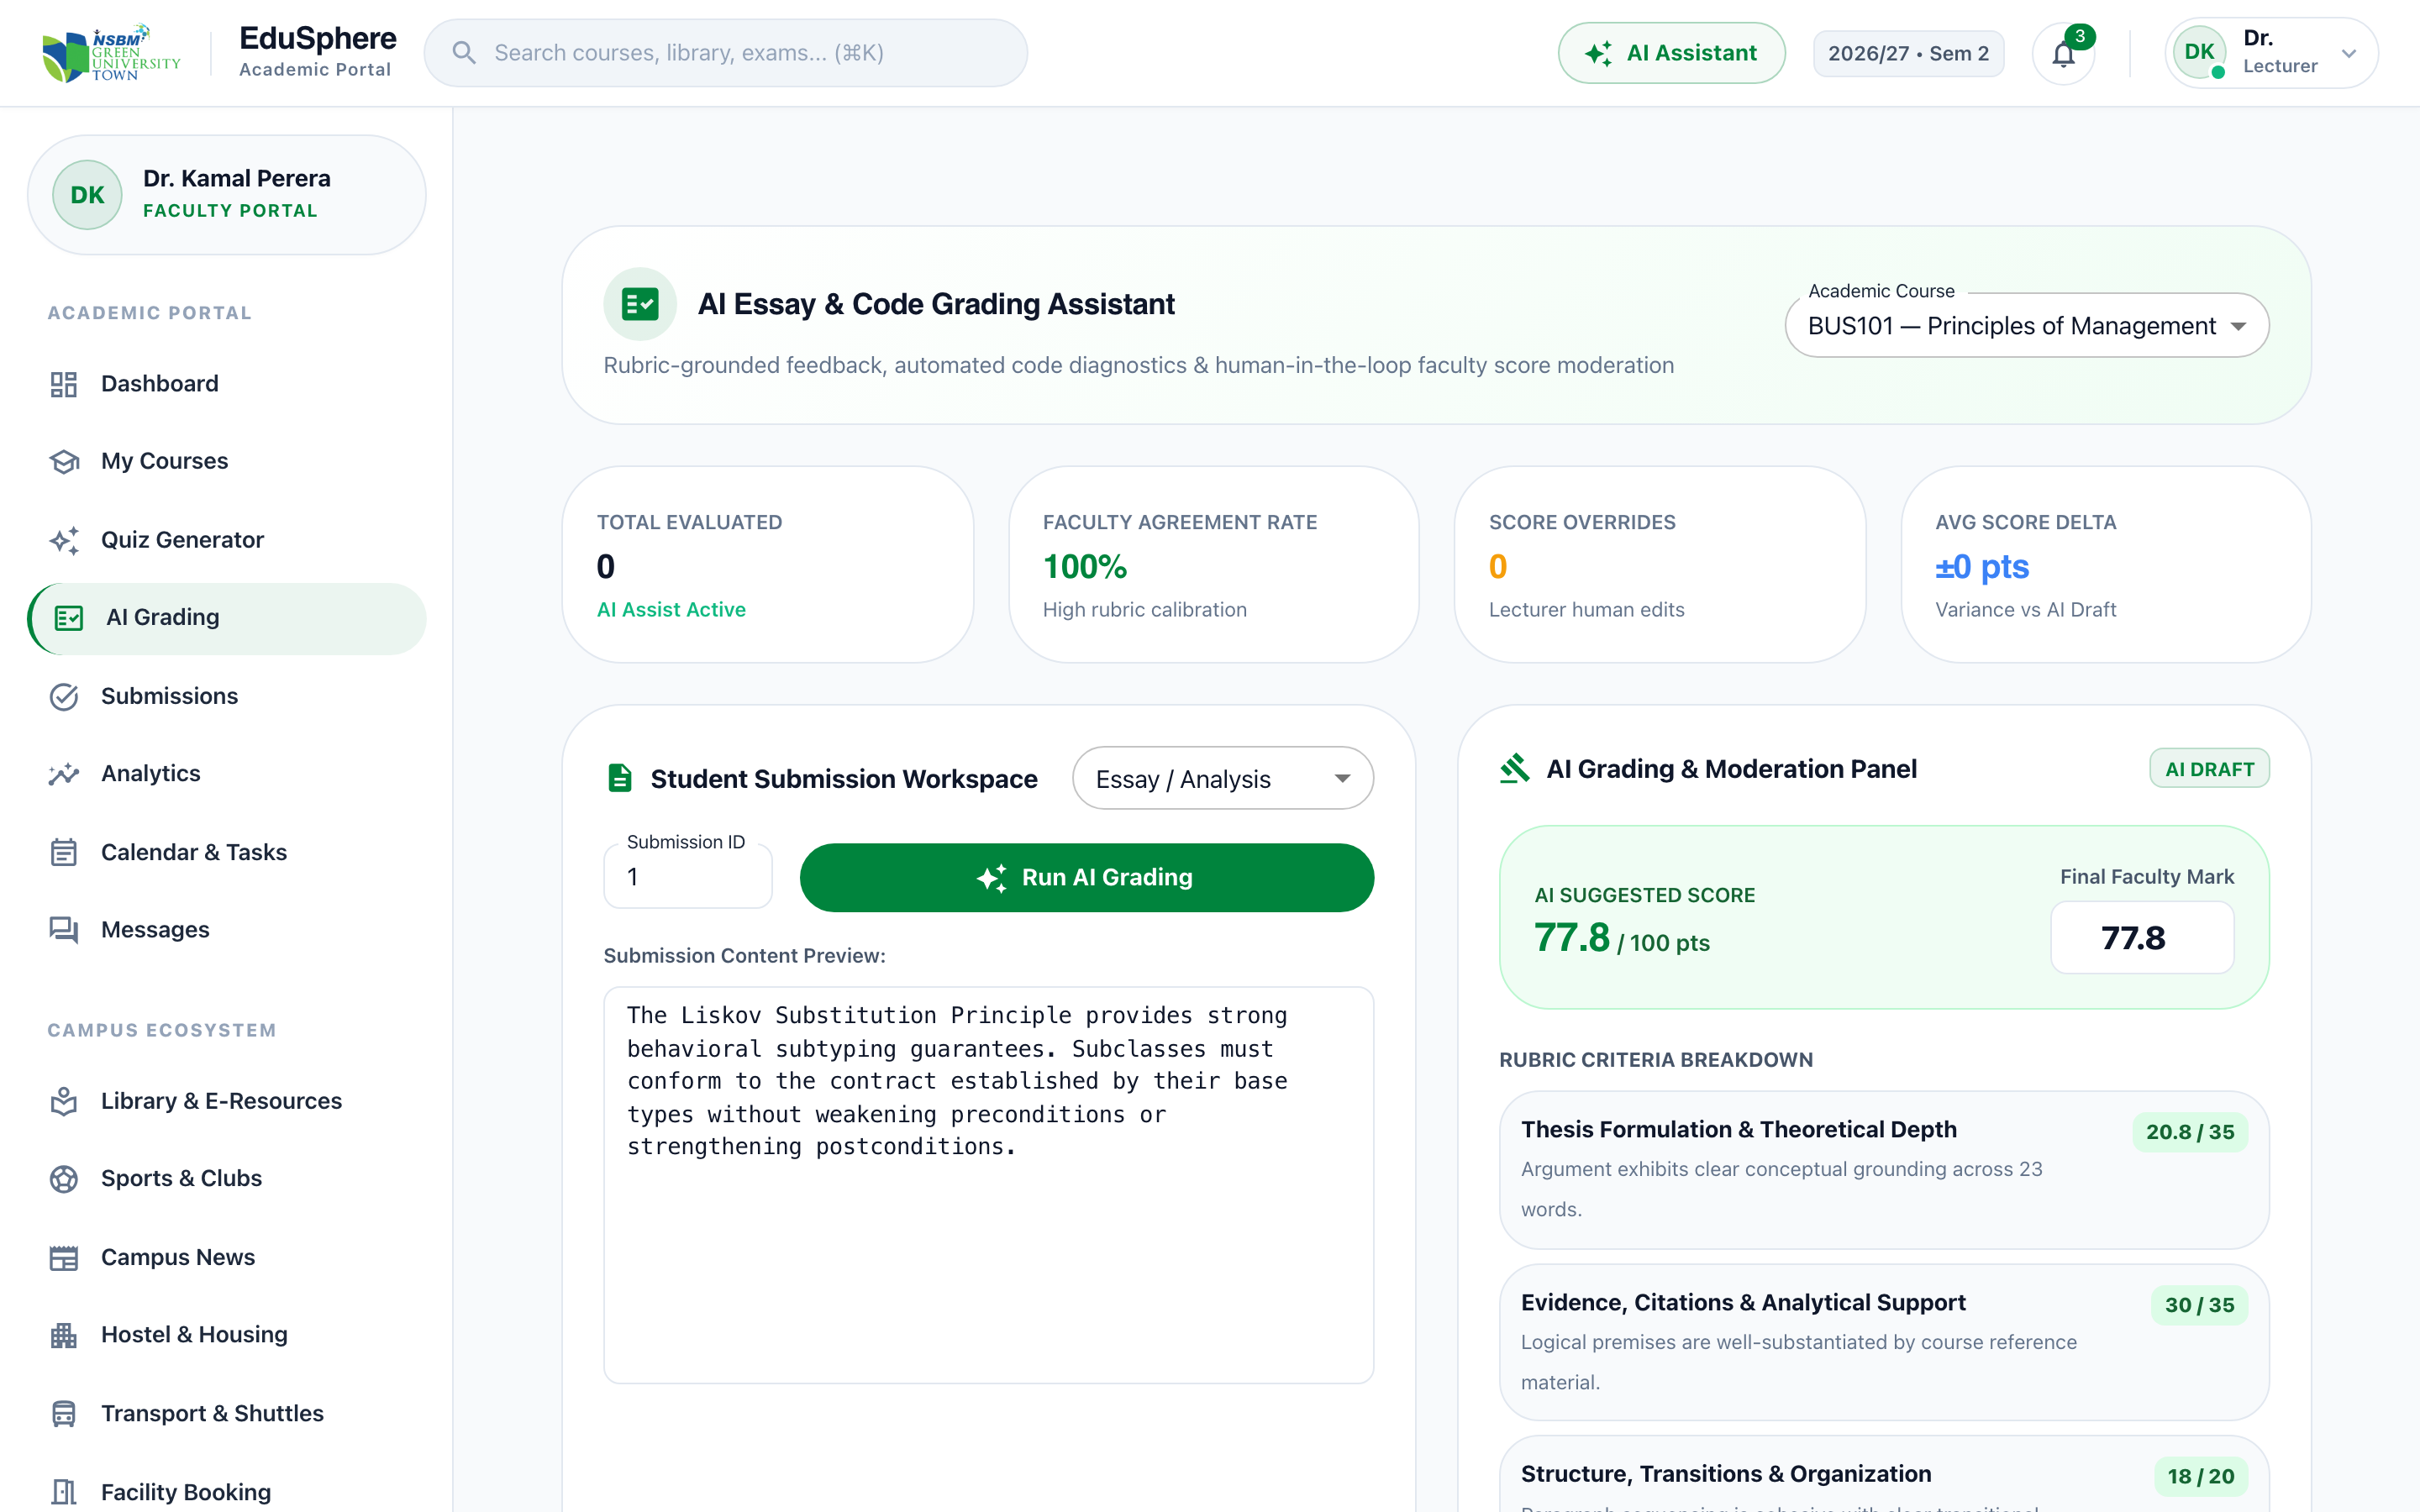 NSBM
GREEN
UNIVERSITY
TOWN
EduSphere
Academic Portal
Search courses, library, exams... (⌘K)
AI Assistant
2026/27 • Sem 2
3
DK
Dr.
Lecturer
DK
Dr. Kamal Perera
FACULTY PORTAL
ACADEMIC PORTAL
Dashboard
My Courses
Quiz Generator
AI Grading
Submissions
Analytics
Calendar & Tasks
Messages
CAMPUS ECOSYSTEM
Library & E-Resources
Sports & Clubs
Campus News
Hostel & Housing
Transport & Shuttles
Facility Booking
AI Essay & Code Grading Assistant
Rubric-grounded feedback, automated code diagnostics & human-in-the-loop faculty score moderation
Academic Course
BUS101 — Principles of Management
TOTAL EVALUATED
0
AI Assist Active
FACULTY AGREEMENT RATE
100%
High rubric calibration
SCORE OVERRIDES
0
Lecturer human edits
AVG SCORE DELTA
±0 pts
Variance vs AI Draft
Student Submission Workspace
Essay / Analysis
Submission ID
1
Run AI Grading
Submission Content Preview:
The Liskov Substitution Principle provides strong
behavioral subtyping guarantees. Subclasses must
conform to the contract established by their base
types without weakening preconditions or
strengthening postconditions.
AI Grading & Moderation Panel
AI DRAFT
AI SUGGESTED SCORE
77.8 / 100 pts
Final Faculty Mark
77.8
RUBRIC CRITERIA BREAKDOWN
Thesis Formulation & Theoretical Depth
20.8 / 35
Argument exhibits clear conceptual grounding across 23
words.
Evidence, Citations & Analytical Support
30 / 35
Logical premises are well-substantiated by course reference
material.
Structure, Transitions & Organization
18 / 20